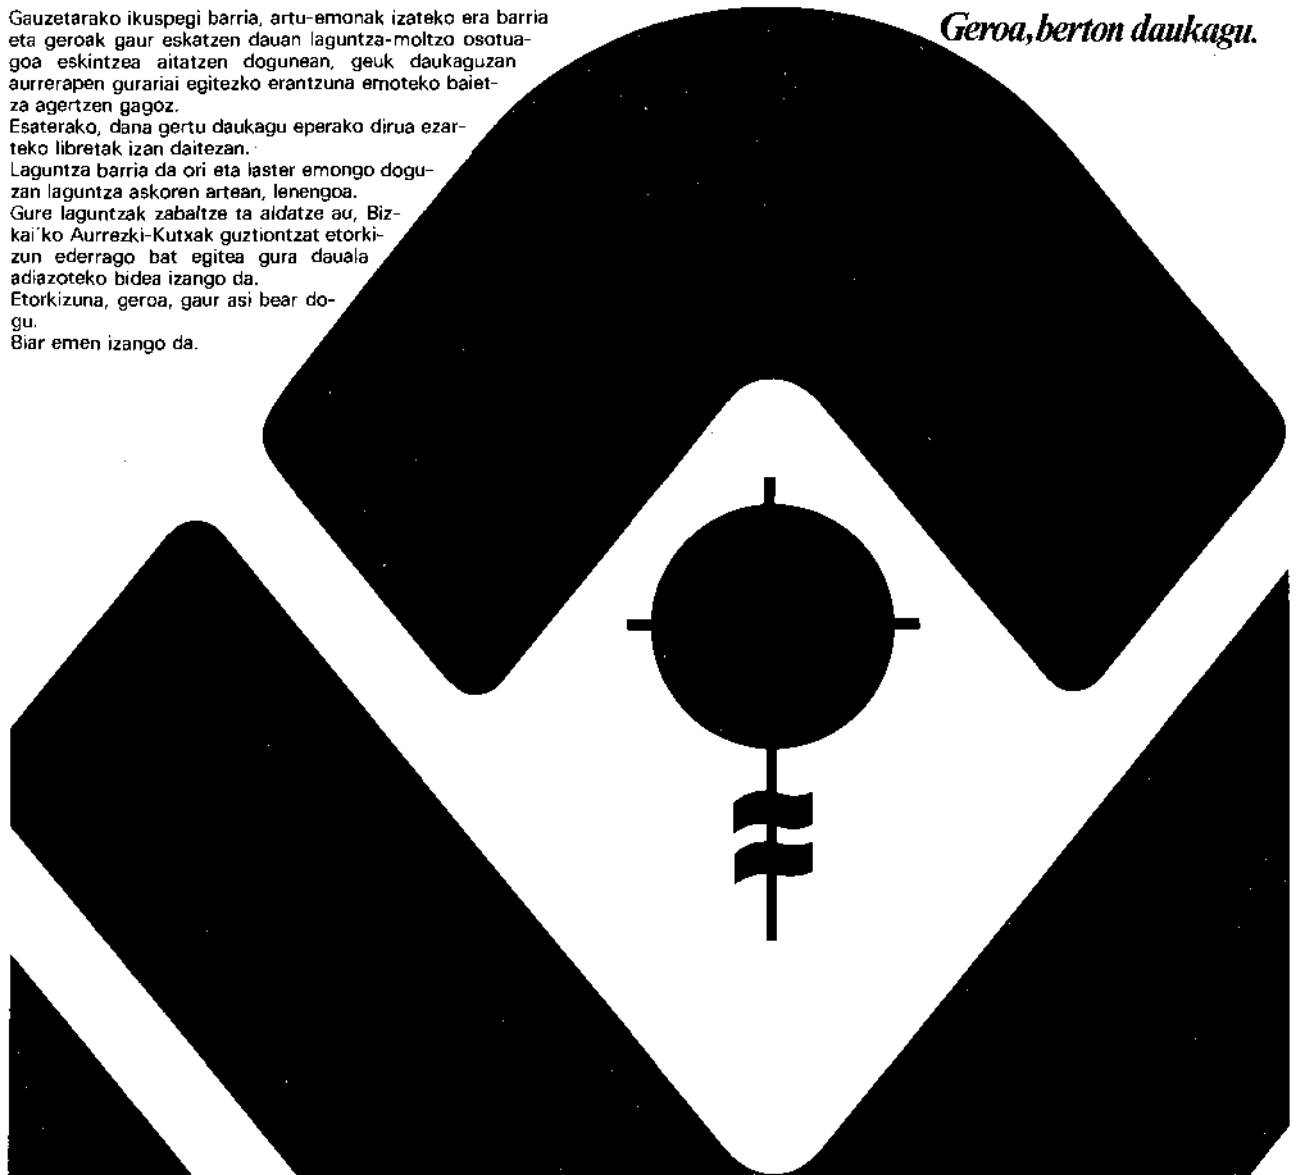 Gauzetarako ikuspegi barria, artu-emonak izateko era barria
eta geroak gaur eskatzen dauan laguntza-moltzo osotua-
goa eskintzea aitatzen dogunean, geuk daukaguzan
aurrerapen gurariai egitezko erantzuna emoteko baiet-
za agertzen gagoz.
Esaterako, dana gertu daukagu eperako dirua ezar-
teko libretak izan daitezan.
Laguntza barria da ori eta laster emongo dogu-
zan laguntza askoren artean, lenengoa.
Gure laguntzak zabaltze ta aldatze au, Biz-
kai'ko Aurrezki-Kutxak guztiontzat etorki-
zun ederrago bat egitea gura dauala
adiazoteko bidea izango da.
Etorkizuna, geroa, gaur asi bear do-
gu.
Biar emen izango da.
Geroa, berton daukagu.